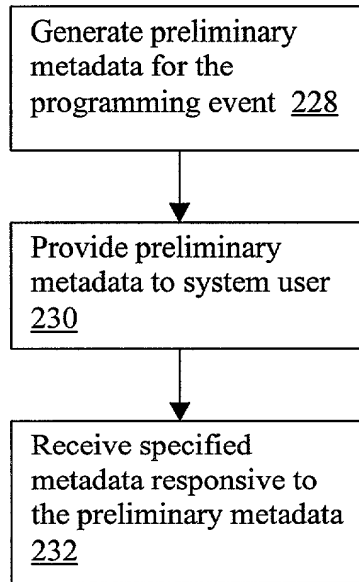 Generate preliminary
metadata for the
programming event 228
Provide preliminary
metadata to system user
230
Receive specified
metadata responsive to
the preliminary metadata
232